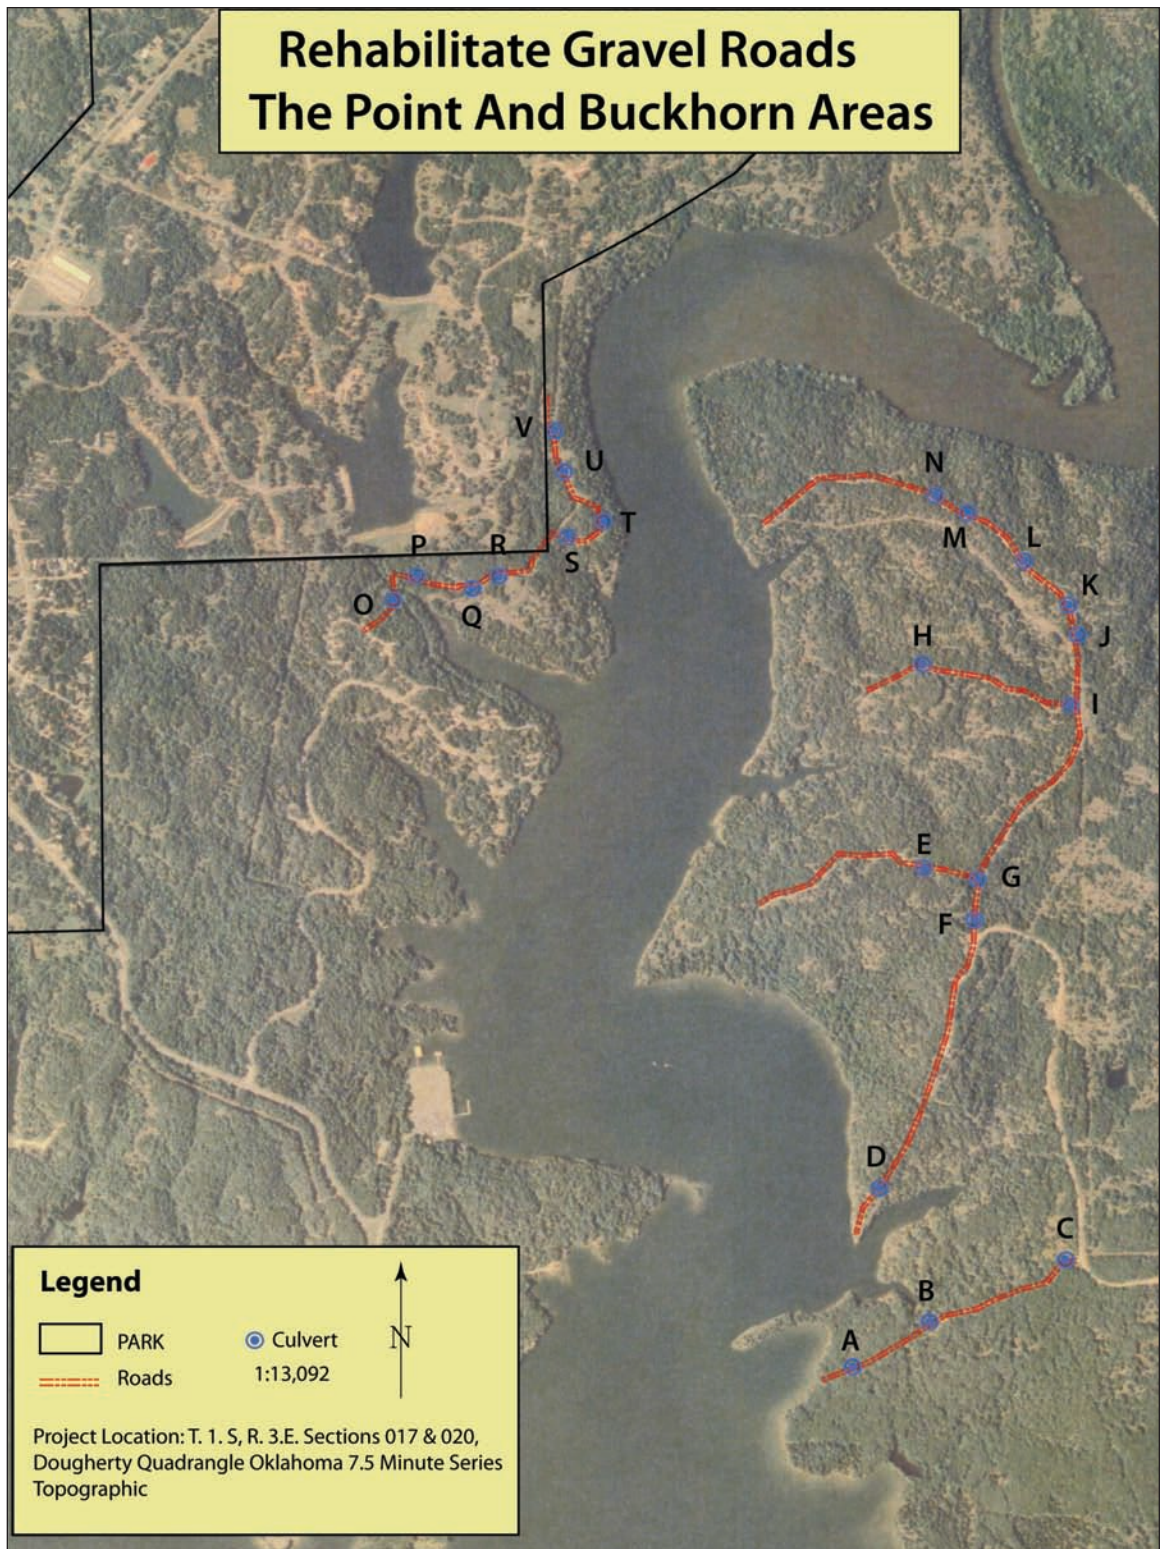 Rehabilitate Gravel Roads
The Point And Buckhorn Areas
V
U
N
T
M
P
R
L
S
K
O
Q
J
H
I
E
G
F
D
C
B
A
Legend
N
PARK
Culvert
Roads
1:13,092
Project Location: T. 1. S, R. 3.E. Sections 017 & 020,
Dougherty Quadrangle Oklahoma 7.5 Minute Series
Topographic